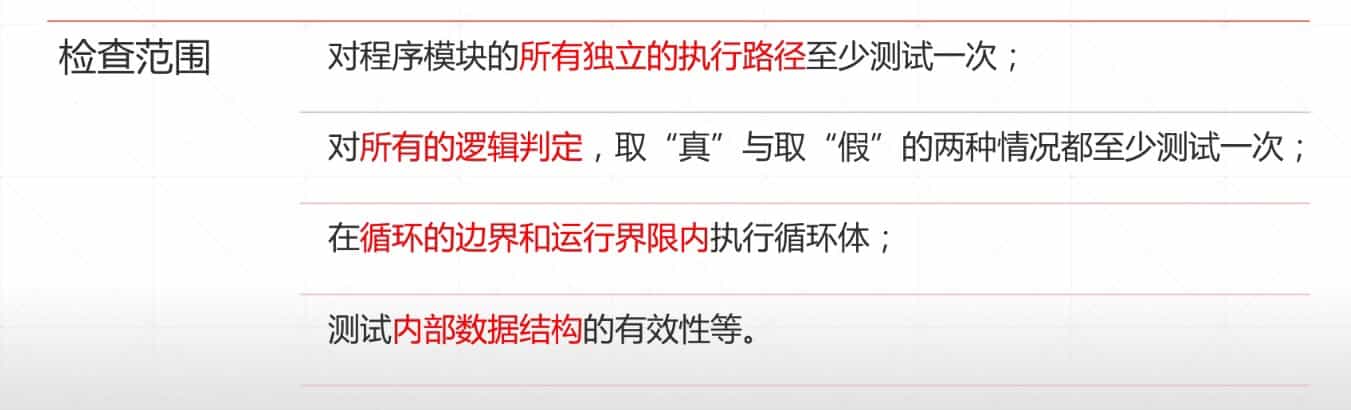 检查范围
对程序模块的所有独立的执行路径至少测试一次；
对所有的逻辑判定，取“真”与取“假”的两种情况都至少测试一次；
在循环的边界和运行界限内执行循环体；
测试内部数据结构的有效性等。